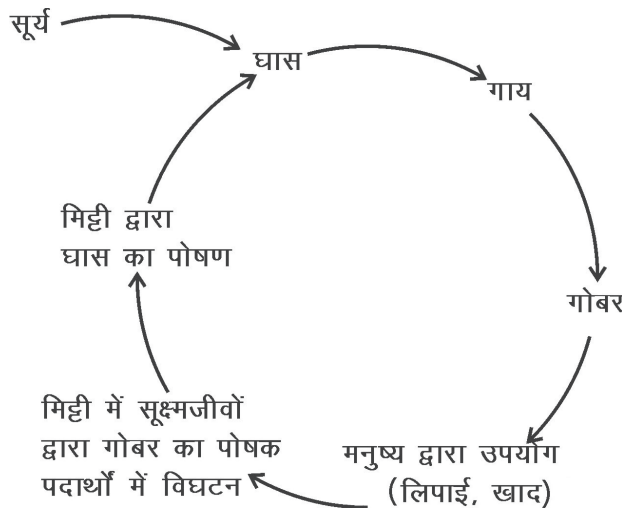 सूर्य
घास
गाय
गोबर
मनुष्य द्वारा उपयोग
(लिपाई, खाद)
मिट्टी में सूक्ष्मजीवों
द्वारा गोबर का पोषक
पदार्थों में विघटन
मिट्टी द्वारा
घास का पोषण